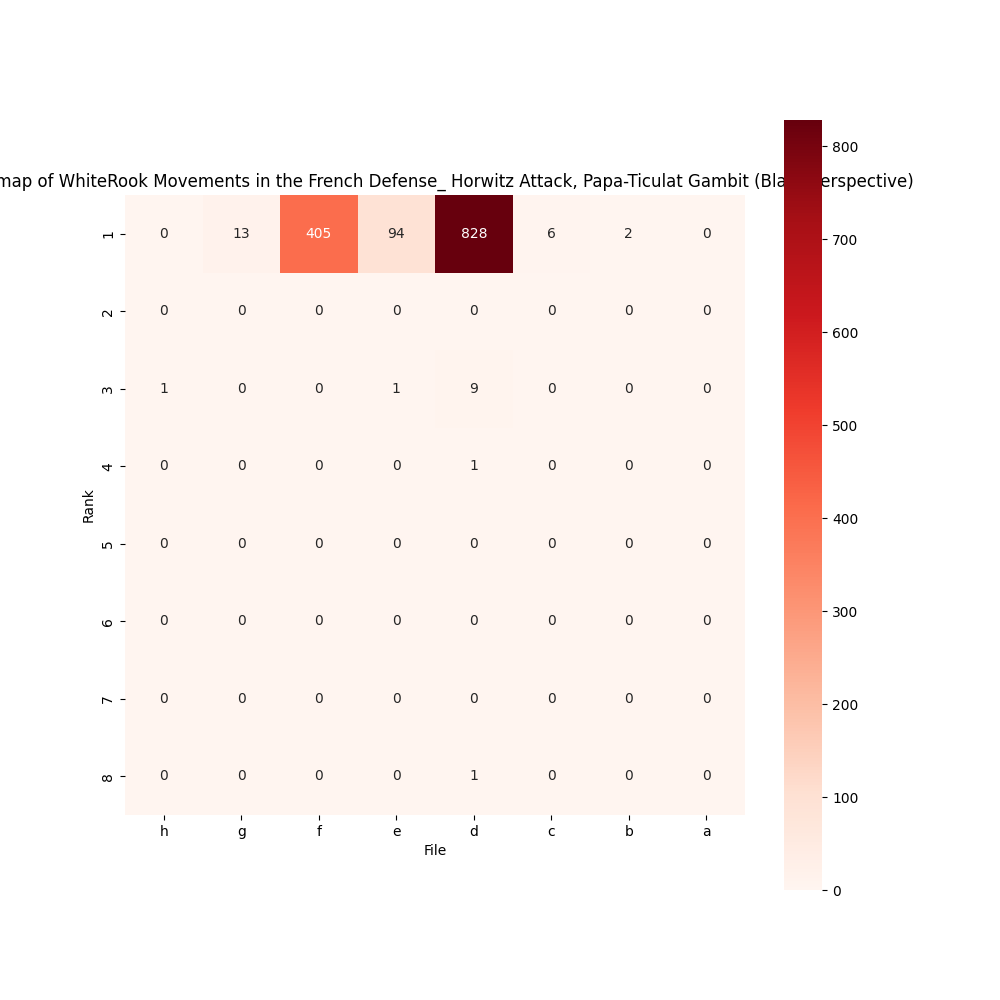 map of WhiteRook Movements in the French Defense_ Horwitz Attack, Papa-Ticulat Gambit (Bla erspective)
1 0 13 405 94 828 6 2 0
2 0 0 0 0 0 0 0 0
3 1 0 0 1 9 0 0 0
4 0 0 0 0 1 0 0 0
5 0 0 0 0 0 0 0 0
6 0 0 0 0 0 0 0 0
7 0 0 0 0 0 0 0 0
8 0 0 0 0 1 0 0 0
Rank
h g f e d c b a
File
800
700
600
500
400
300
200
100
0